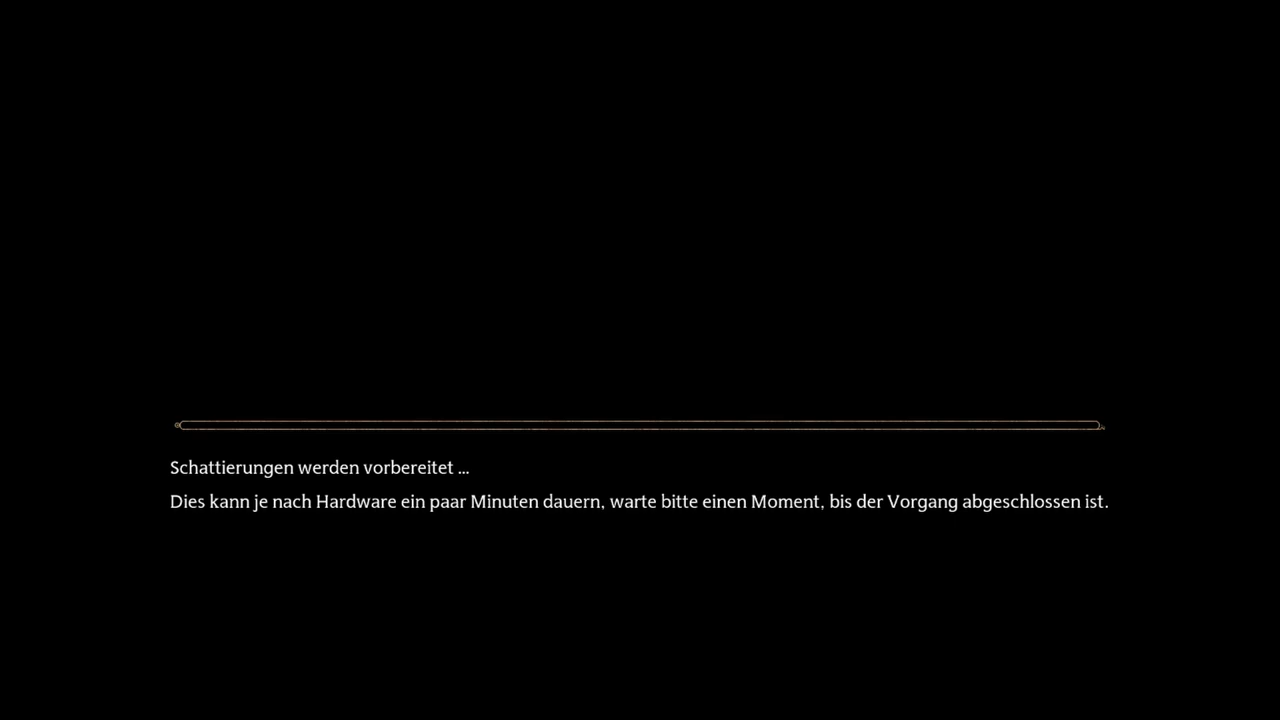 Schattierungen werden vorbereitet ...
Dies kann je nach Hardware ein paar Minuten dauern, warte bitte einen Moment, bis der Vorgang abgeschlossen ist.